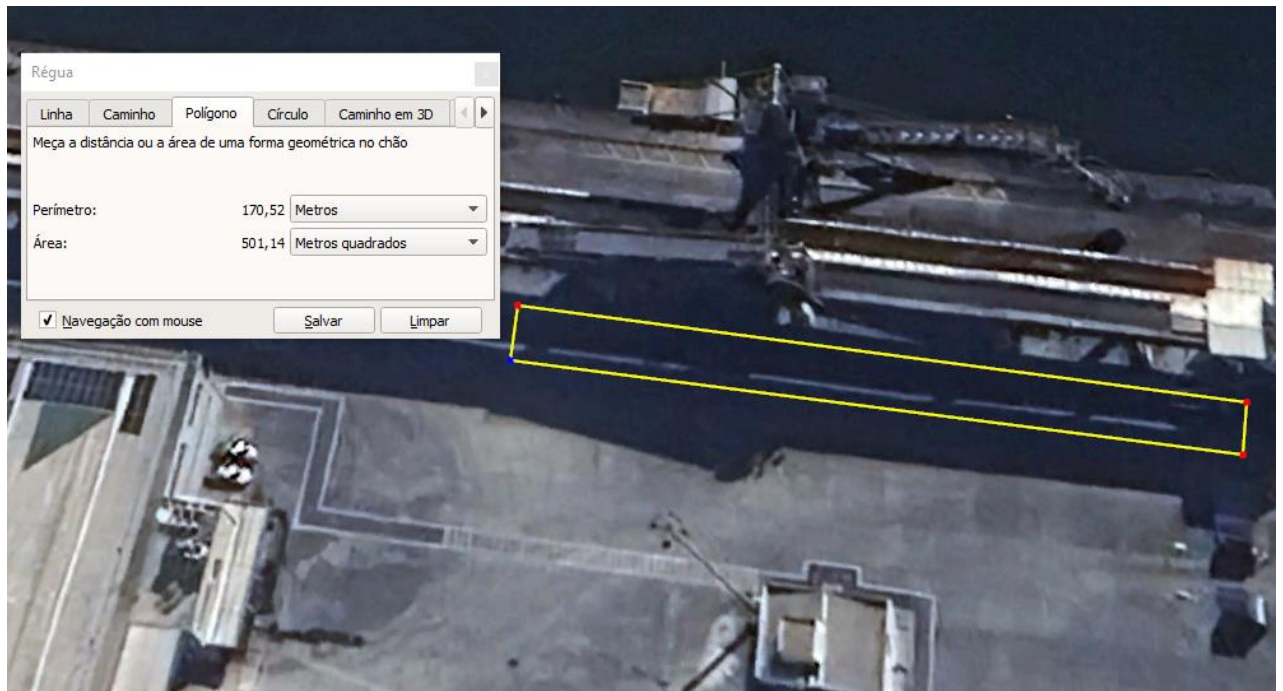 Régua
Linha Caminho Polígono Círculo Caminho em 3D
Meça a distância ou a área de uma forma geométrica no chão
Perímetro: 170,52 Metros
Área: 501,14 Metros quadrados
Navegação com mouse Salvar Limpar